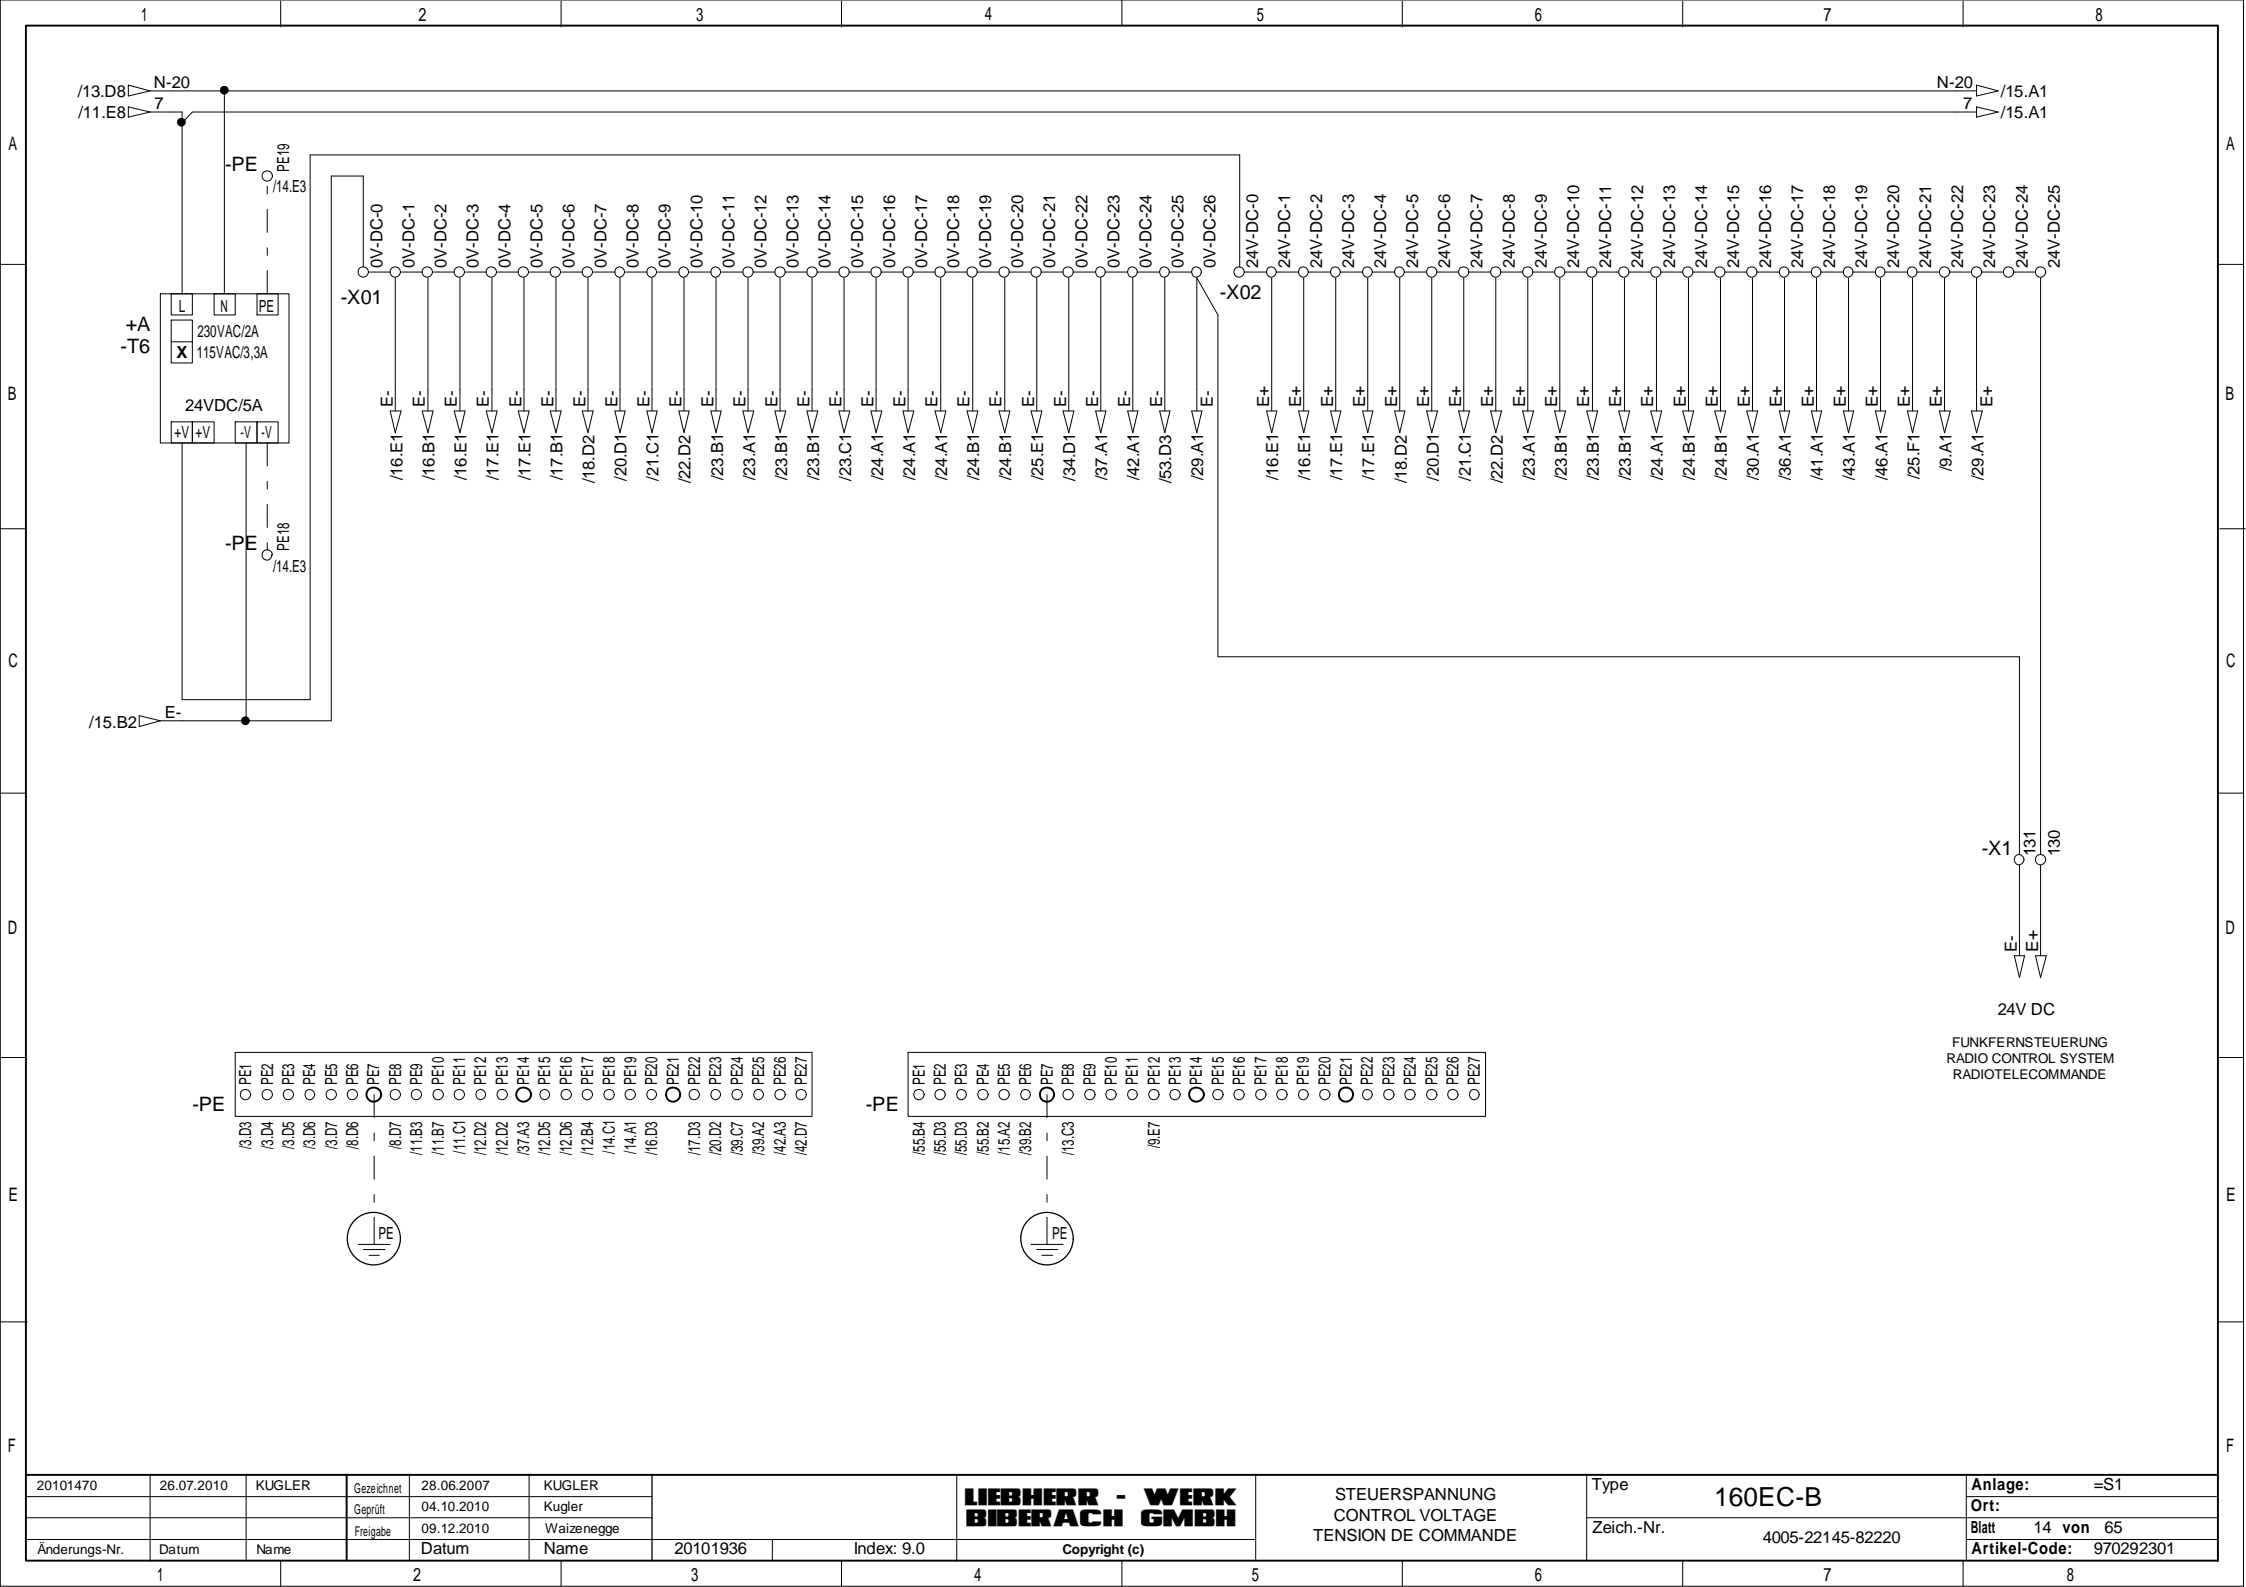 1 2 3 4 5 6 7 8
/13.D8 N-20 N-20 /15.A1
/11.E8 7 7 /15.A1
A A
-PE PE19
/14.E3
0V-DC-0 0V-DC-1 0V-DC-2 0V-DC-3 0V-DC-4 0V-DC-5 0V-DC-6 0V-DC-7 0V-DC-8 0V-DC-9 0V-DC-10 0V-DC-11 0V-DC-12 0V-DC-13 0V-DC-14 0V-DC-15 0V-DC-16 0V-DC-17 0V-DC-18 0V-DC-19 0V-DC-20 0V-DC-21 0V-DC-22 0V-DC-23 0V-DC-24 0V-DC-25 0V-DC-26
24V-DC-0 24V-DC-1 24V-DC-2 24V-DC-3 24V-DC-4 24V-DC-5 24V-DC-6 24V-DC-7 24V-DC-8 24V-DC-9 24V-DC-10 24V-DC-11 24V-DC-12 24V-DC-13 24V-DC-14 24V-DC-15 24V-DC-16 24V-DC-17 24V-DC-18 24V-DC-19 24V-DC-20 24V-DC-21 24V-DC-22 24V-DC-23 24V-DC-24 24V-DC-25
-X01 -X02
L N PE
+A
-T6
230VAC/2A
X 115VAC/3,3A
24VDC/5A
+V +V -V -V
B B
E- E- E- E- E- E- E- E- E- E- E- E- E- E- E- E- E- E- E- E- E- E- E- E- E- E-
/16.E1 /16.B1 /16.E1 /17.E1 /17.E1 /17.B1 /18.D2 /20.D1 /21.C1 /22.D2 /23.B1 /23.A1 /23.B1 /23.B1 /23.C1 /24.A1 /24.A1 /24.A1 /24.B1 /24.B1 /25.E1 /34.D1 /37.A1 /42.A1 /53.D3 /29.A1
E+ E+ E+ E+ E+ E+ E+ E+ E+ E+ E+ E+ E+ E+ E+ E+ E+ E+ E+ E+ E+ E+ E+
/16.E1 /16.E1 /17.E1 /17.E1 /18.D2 /20.D1 /21.C1 /22.D2 /23.A1 /23.B1 /23.B1 /23.B1 /24.A1 /24.B1 /24.B1 /30.A1 /36.A1 /41.A1 /43.A1 /46.A1 /25.F1 /9.A1 /29.A1
-PE PE18
/14.E3
C C
/15.B2 E-
-X1 131 130
D D
E- E+
24V DC
FUNKFERNSTEUERUNG
RADIO CONTROL SYSTEM
RADIOTELECOMMANDE
-PE PE1 PE2 PE3 PE4 PE5 PE6 PE7 PE8 PE9 PE10 PE11 PE12 PE13 PE14 PE15 PE16 PE17 PE18 PE19 PE20 PE21 PE22 PE23 PE24 PE25 PE26 PE27
/3.D3 /3.D4 /3.D5 /3.D6 /3.D7 /8.D6 /8.D7 /11.B3 /11.B7 /11.C1 /12.D2 /12.D2 /37.A3 /12.D5 /12.D6 /12.B4 /14.C1 /14.A1 /16.D3 /17.D3 /20.D2 /39.C7 /39.A2 /42.A3 /42.D7
PE
-PE PE1 PE2 PE3 PE4 PE5 PE6 PE7 PE8 PE9 PE10 PE11 PE12 PE13 PE14 PE15 PE16 PE17 PE18 PE19 PE20 PE21 PE22 PE23 PE24 PE25 PE26 PE27
/55.B4 /55.D3 /55.D3 /55.B2 /15.A2 /39.B2 /13.C3 /9.E7
PE
E E
F F
20101470 26.07.2010 KUGLER Gezeichnet 28.06.2007 KUGLER
Geprüft 04.10.2010 Kugler
Freigabe 09.12.2010 Waizenegge
Änderungs-Nr. Datum Name Datum Name 20101936 Index: 9.0
LIEBHERR - WERK
BIBERACH GMBH
Copyright (c)
STEUERSPANNUNG
CONTROL VOLTAGE
TENSION DE COMMANDE
Type 160EC-B
Zeich.-Nr. 4005-22145-82220
Anlage: =S1
Ort:
Blatt 14 von 65
Artikel-Code: 970292301
1 2 3 4 5 6 7 8